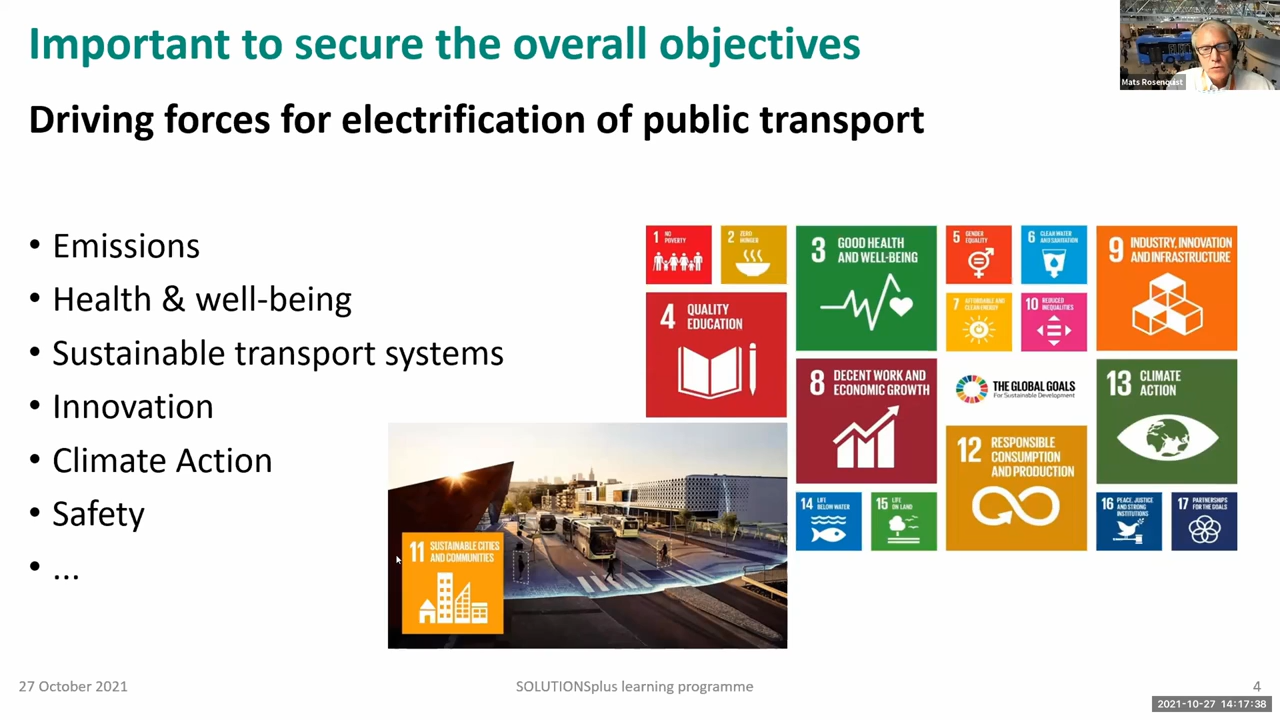 Important to secure the overall objectives
Mats Rosenquist
Driving forces for electrification of public transport
• Emissions
• Health & well-being
• Sustainable transport systems
• Innovation
• Climate Action
• Safety
• ...
1 NO
POVERTY
2 ZERO
HUNGER
3 GOOD HEALTH
AND WELL-BEING
4 QUALITY
EDUCATION
5 GENDER
EQUALITY
6 CLEAN WATER
AND SANITATION
7 AFFORDABLE AND
CLEAN ENERGY
10 REDUCED
INEQUALITIES
9 INDUSTRY, INNOVATION
AND INFRASTRUCTURE
8 DECENT WORK AND
ECONOMIC GROWTH
THE GLOBAL GOALS
For Sustainable Development
13 CLIMATE
ACTION
12 RESPONSIBLE
CONSUMPTION
AND PRODUCTION
11 SUSTAINABLE CITIES
AND COMMUNITIES
14 LIFE
BELOW WATER
15 LIFE
ON LAND
16 PEACE, JUSTICE
AND STRONG
INSTITUTIONS
17 PARTNERSHIPS
FOR THE GOALS
27 October 2021
SOLUTIONSplus learning programme
4
2021-10-27 14:17:38